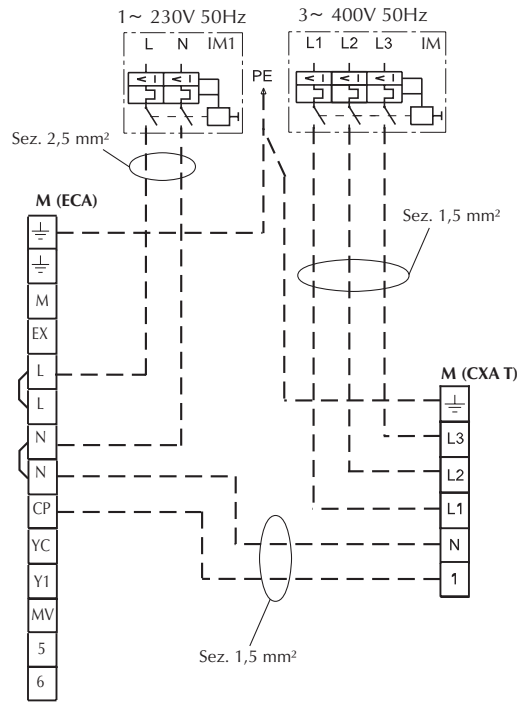 1~ 230V 50Hz
3~ 400V 50Hz
L N IM1
L1 L2 L3 IM
PE
Sez. 2,5 mm²
M (ECA)
Sez. 1,5 mm²
M
EX
L
L
N
N
CP
YC
Y1
MV
5
6
M (CXA T)
L3
L2
L1
N
1
Sez. 1,5 mm²